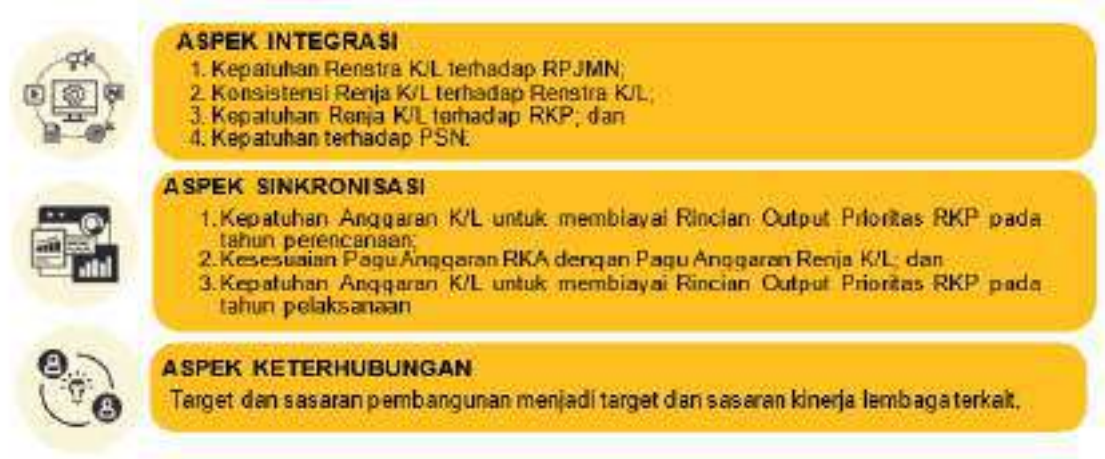 ASPEK INTEGRASI
1. Kepatuhan Renstra K/L terhadap RPJMN;
2. Konsistensi Renja K/L terhadap Renstra K/L;
3. Kepatuhan Renja K/L terhadap RKP; dan
4. Kepatuhan terhadap PSN.
ASPEK SINKRONISASI
1. Kepatuhan Anggaran K/L untuk membiayai Rincian Output Prioritas RKP pada
tahun perencanaan;
2. Kesesuaian Pagu Anggaran RKA dengan Pagu Anggaran Renja K/L; dan
3. Kepatuhan Anggaran K/L untuk membiayai Rincian Output Prioritas RKP pada
tahun pelaksanaan
ASPEK KETERHUBUNGAN
Target dan sasaran pembangunan menjadi target dan sasaran kinerja lembaga terkait.